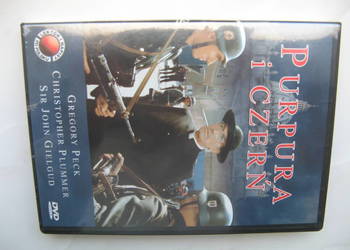 PURPURA
i CZERŃ
GREGORY PECK
CHRISTOPHER PLUMMER
SIR JOHN GIELGUD
DVD